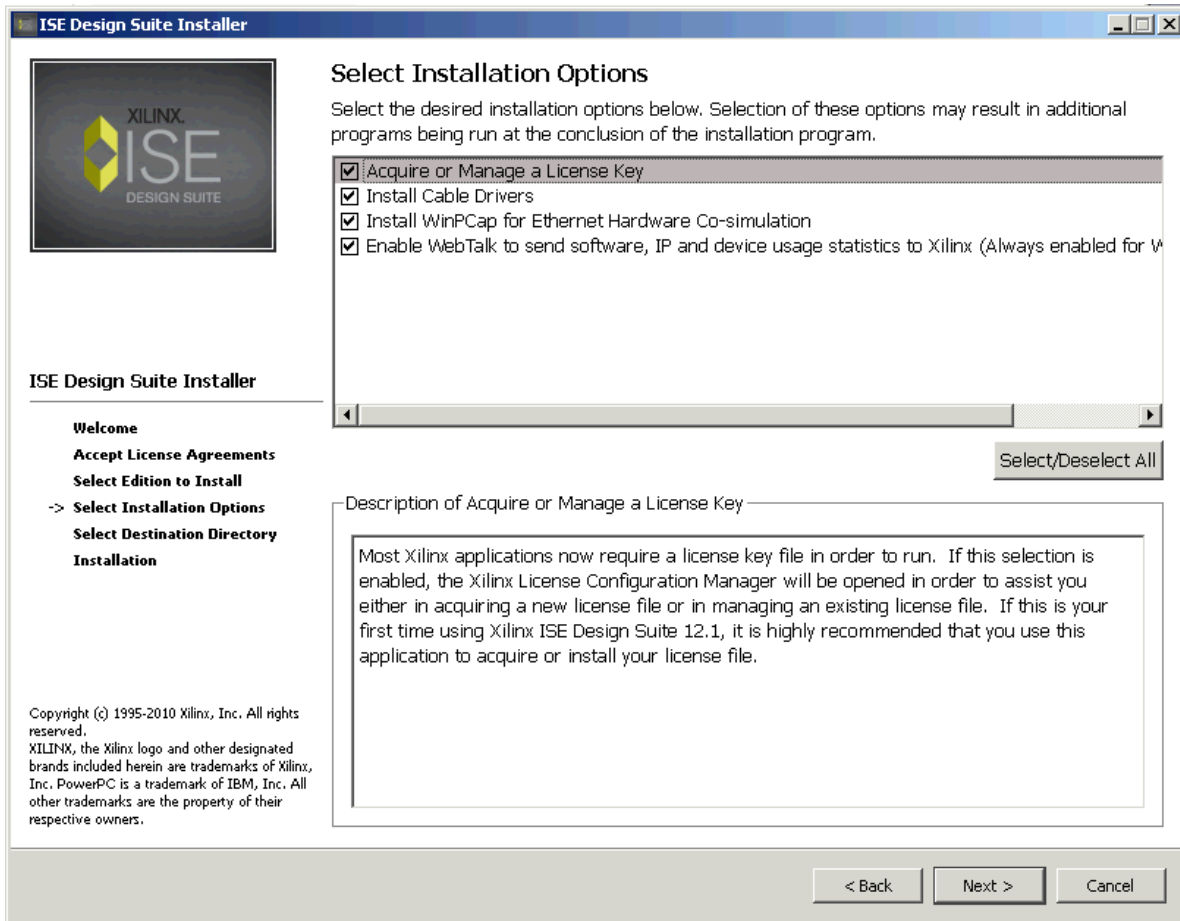 ISE Design Suite Installer
XILINX.
ISE
DESIGN SUITE
Select Installation Options
Select the desired installation options below. Selection of these options may result in additional
programs being run at the conclusion of the installation program.
Acquire or Manage a License Key
Install Cable Drivers
Install WinPCap for Ethernet Hardware Co-simulation
Enable WebTalk to send software, IP and device usage statistics to Xilinx (Always enabled for W
Select/Deselect All
ISE Design Suite Installer
Welcome
Accept License Agreements
Select Edition to Install
-> Select Installation Options
Select Destination Directory
Installation
Description of Acquire or Manage a License Key
Most Xilinx applications now require a license key file in order to run. If this selection is
enabled, the Xilinx License Configuration Manager will be opened in order to assist you
either in acquiring a new license file or in managing an existing license file. If this is your
first time using Xilinx ISE Design Suite 12.1, it is highly recommended that you use this
application to acquire or install your license file.
Copyright (c) 1995-2010 Xilinx, Inc. All rights
reserved.
XILINX, the Xilinx logo and other designated
brands included herein are trademarks of Xilinx,
Inc. PowerPC is a trademark of IBM, Inc. All
other trademarks are the property of their
respective owners.
< Back
Next >
Cancel